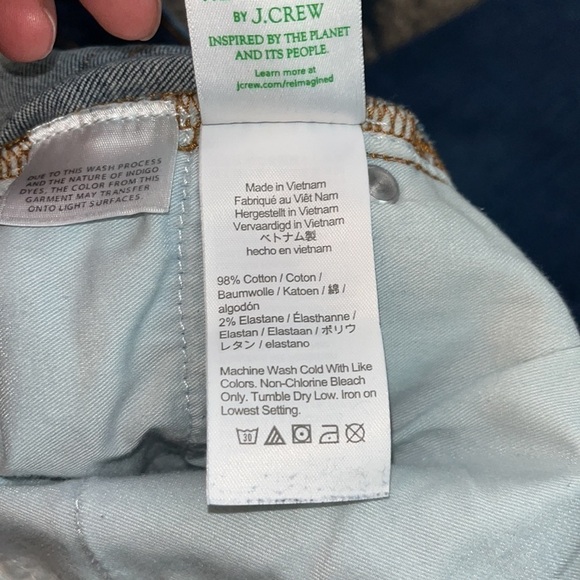 BY J.CREW
INSPIRED BY THE PLANET
AND ITS PEOPLE.
Learn more at
jcrew.com/reimagined
DUE TO THIS WASH PROCESS
AND THE NATURE OF INDIGO
DYES, THE COLOR FROM THIS
GARMENT MAY TRANSFER
ONTO LIGHT SURFACES.
Made in Vietnam
Fabriqué au Viêt Nam
Hergestellt in Vietnam
Vervaardigd in Vietnam
ベトナム製
hecho en vietnam
98% Cotton / Coton /
Baumwolle / Katoen / 綿 /
algodón
2% Elastane / Élasthanne /
Elastan / Elastaan / ポリウ
レタン / elastano
Machine Wash Cold With Like
Colors. Non-Chlorine Bleach
Only. Tumble Dry Low. Iron on
Lowest Setting.
30